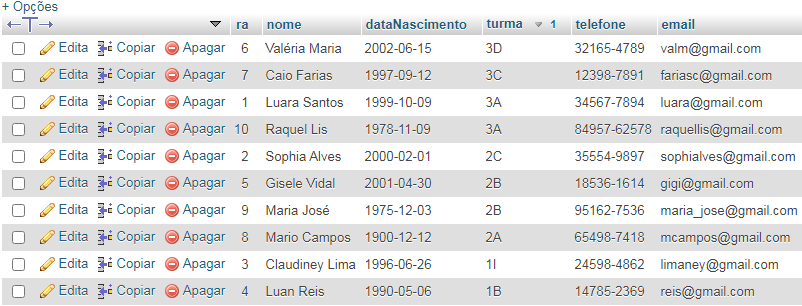 + Opções
ra nome dataNascimento turma 1 telefone email
Edita Copiar Apagar 6 Valéria Maria 2002-06-15 3D 32165-4789 valm@gmail.com
Edita Copiar Apagar 7 Caio Farias 1997-09-12 3C 12398-7891 fariasc@gmail.com
Edita Copiar Apagar 1 Luara Santos 1999-10-09 3A 34567-7894 luara@gmail.com
Edita Copiar Apagar 10 Raquel Lis 1978-11-09 3A 84957-62578 raquellis@gmail.com
Edita Copiar Apagar 2 Sophia Alves 2000-02-01 2C 35554-9897 sophialves@gmail.com
Edita Copiar Apagar 5 Gisele Vidal 2001-04-30 2B 18536-1614 gigi@gmail.com
Edita Copiar Apagar 9 Maria José 1975-12-03 2B 95162-7536 maria_jose@gmail.com
Edita Copiar Apagar 8 Mario Campos 1900-12-12 2A 65498-7418 mcampos@gmail.com
Edita Copiar Apagar 3 Claudiney Lima 1996-06-26 1I 24598-4862 limaney@gmail.com
Edita Copiar Apagar 4 Luan Reis 1990-05-06 1B 14785-2369 reis@gmail.com